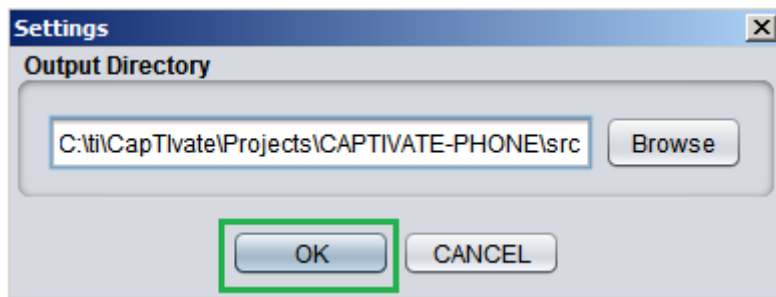 Settings
Output Directory
C:\ti\CapTIvate\Projects\CAPTIVATE-PHONE\src
Browse
OK
CANCEL